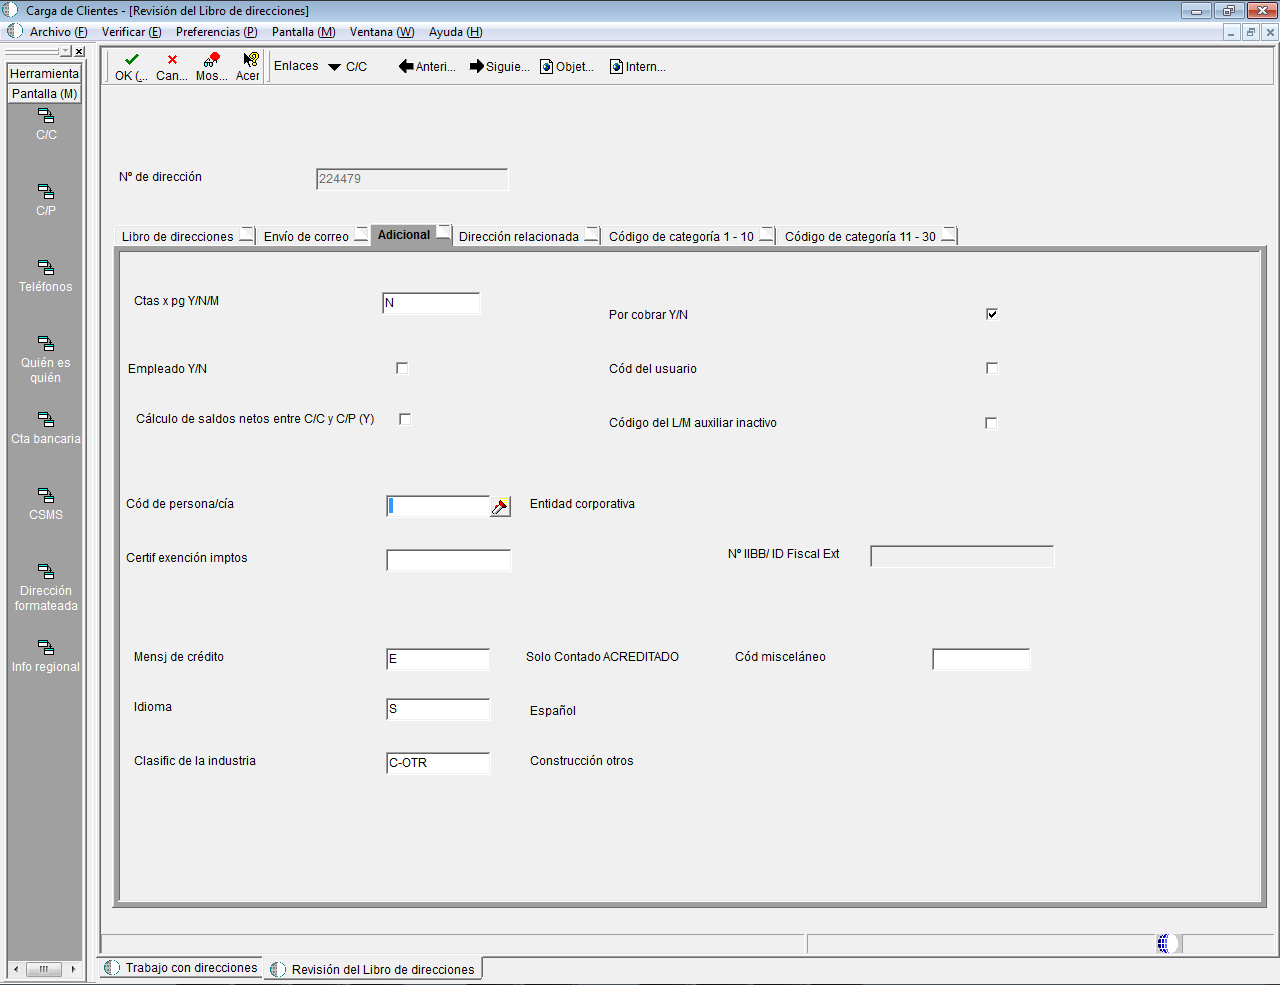 Carga de Clientes - [Revisión del Libro de direcciones]
Archivo (F) Verificar (E) Preferencias (P) Pantalla (M) Ventana (W) Ayuda (H)
Herramienta
Pantalla (M)
OK (... Can... Mos... Acer Enlaces C/C Anteri... Siguie... Objet... Intern...
C/C
C/P
Teléfonos
Quién es
quién
Cta bancaria
CSMS
Dirección
formateada
Info regional
Nº de dirección 224479
Libro de direcciones Envío de correo Adicional Dirección relacionada Código de categoría 1 - 10 Código de categoría 11 - 30
Ctas x pg Y/N/M N
Por cobrar Y/N
Empleado Y/N Cód del usuario
Cálculo de saldos netos entre C/C y C/P (Y) Código del L/M auxiliar inactivo
Cód de persona/cía Entidad corporativa
Certif exención imptos Nº IIBB/ ID Fiscal Ext
Mensj de crédito E Solo Contado ACREDITADO Cód misceláneo
Idioma S Español
Clasific de la industria C-OTR Construcción otros
Trabajo con direcciones Revisión del Libro de direcciones